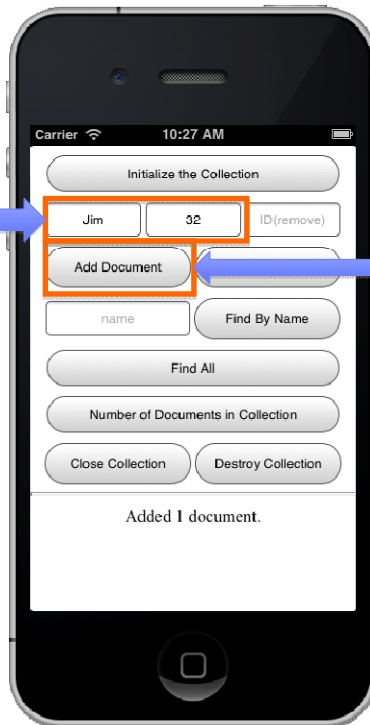 Carrier 10:27 AM
Initialize the Collection
Jim 32 ID(remove)
Add Document
name Find By Name
Find All
Number of Documents in Collection
Close Collection Destroy Collection
Added 1 document.